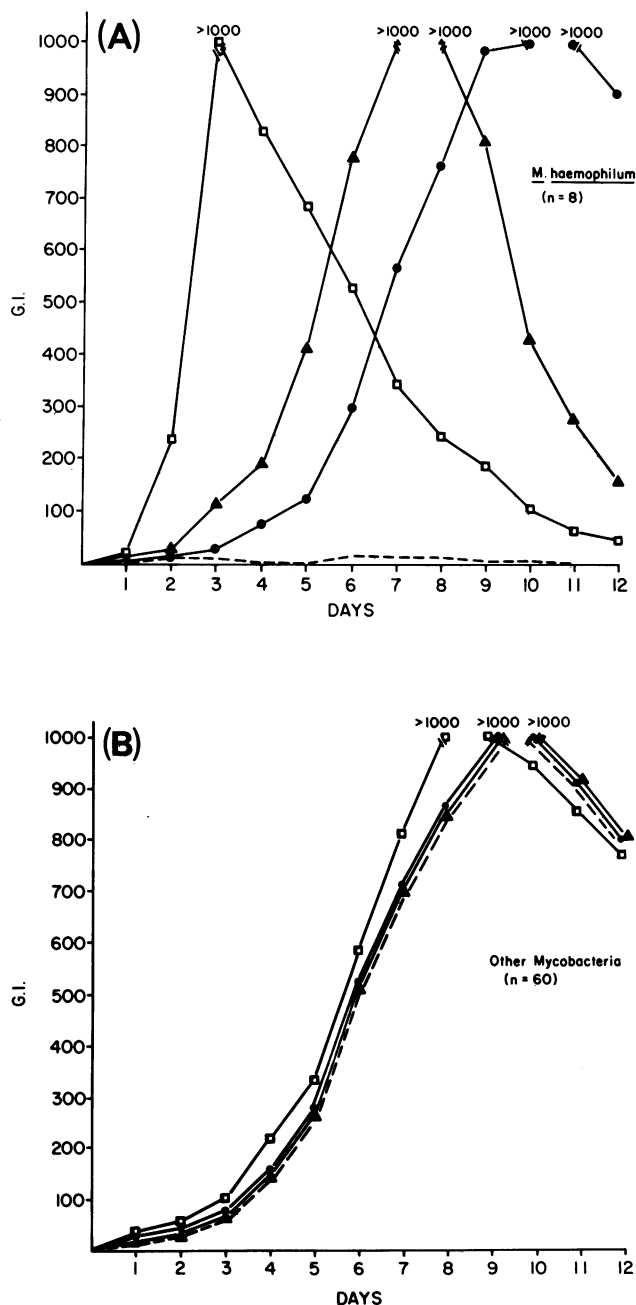 (A)
>1000 >1000 >1000 >1000 >1000
1000
900
800
700
600
500
400
300
200
100
G.I.
M. haemophilum
(n=8)
1 2 3 4 5 6 7 8 9 10 11 12
DAYS
(B)
>1000 >1000 >1000
1000
900
800
700
600
500
400
300
200
100
G.I.
Other Mycobacteria
(n=60)
1 2 3 4 5 6 7 8 9 10 11 12
DAYS